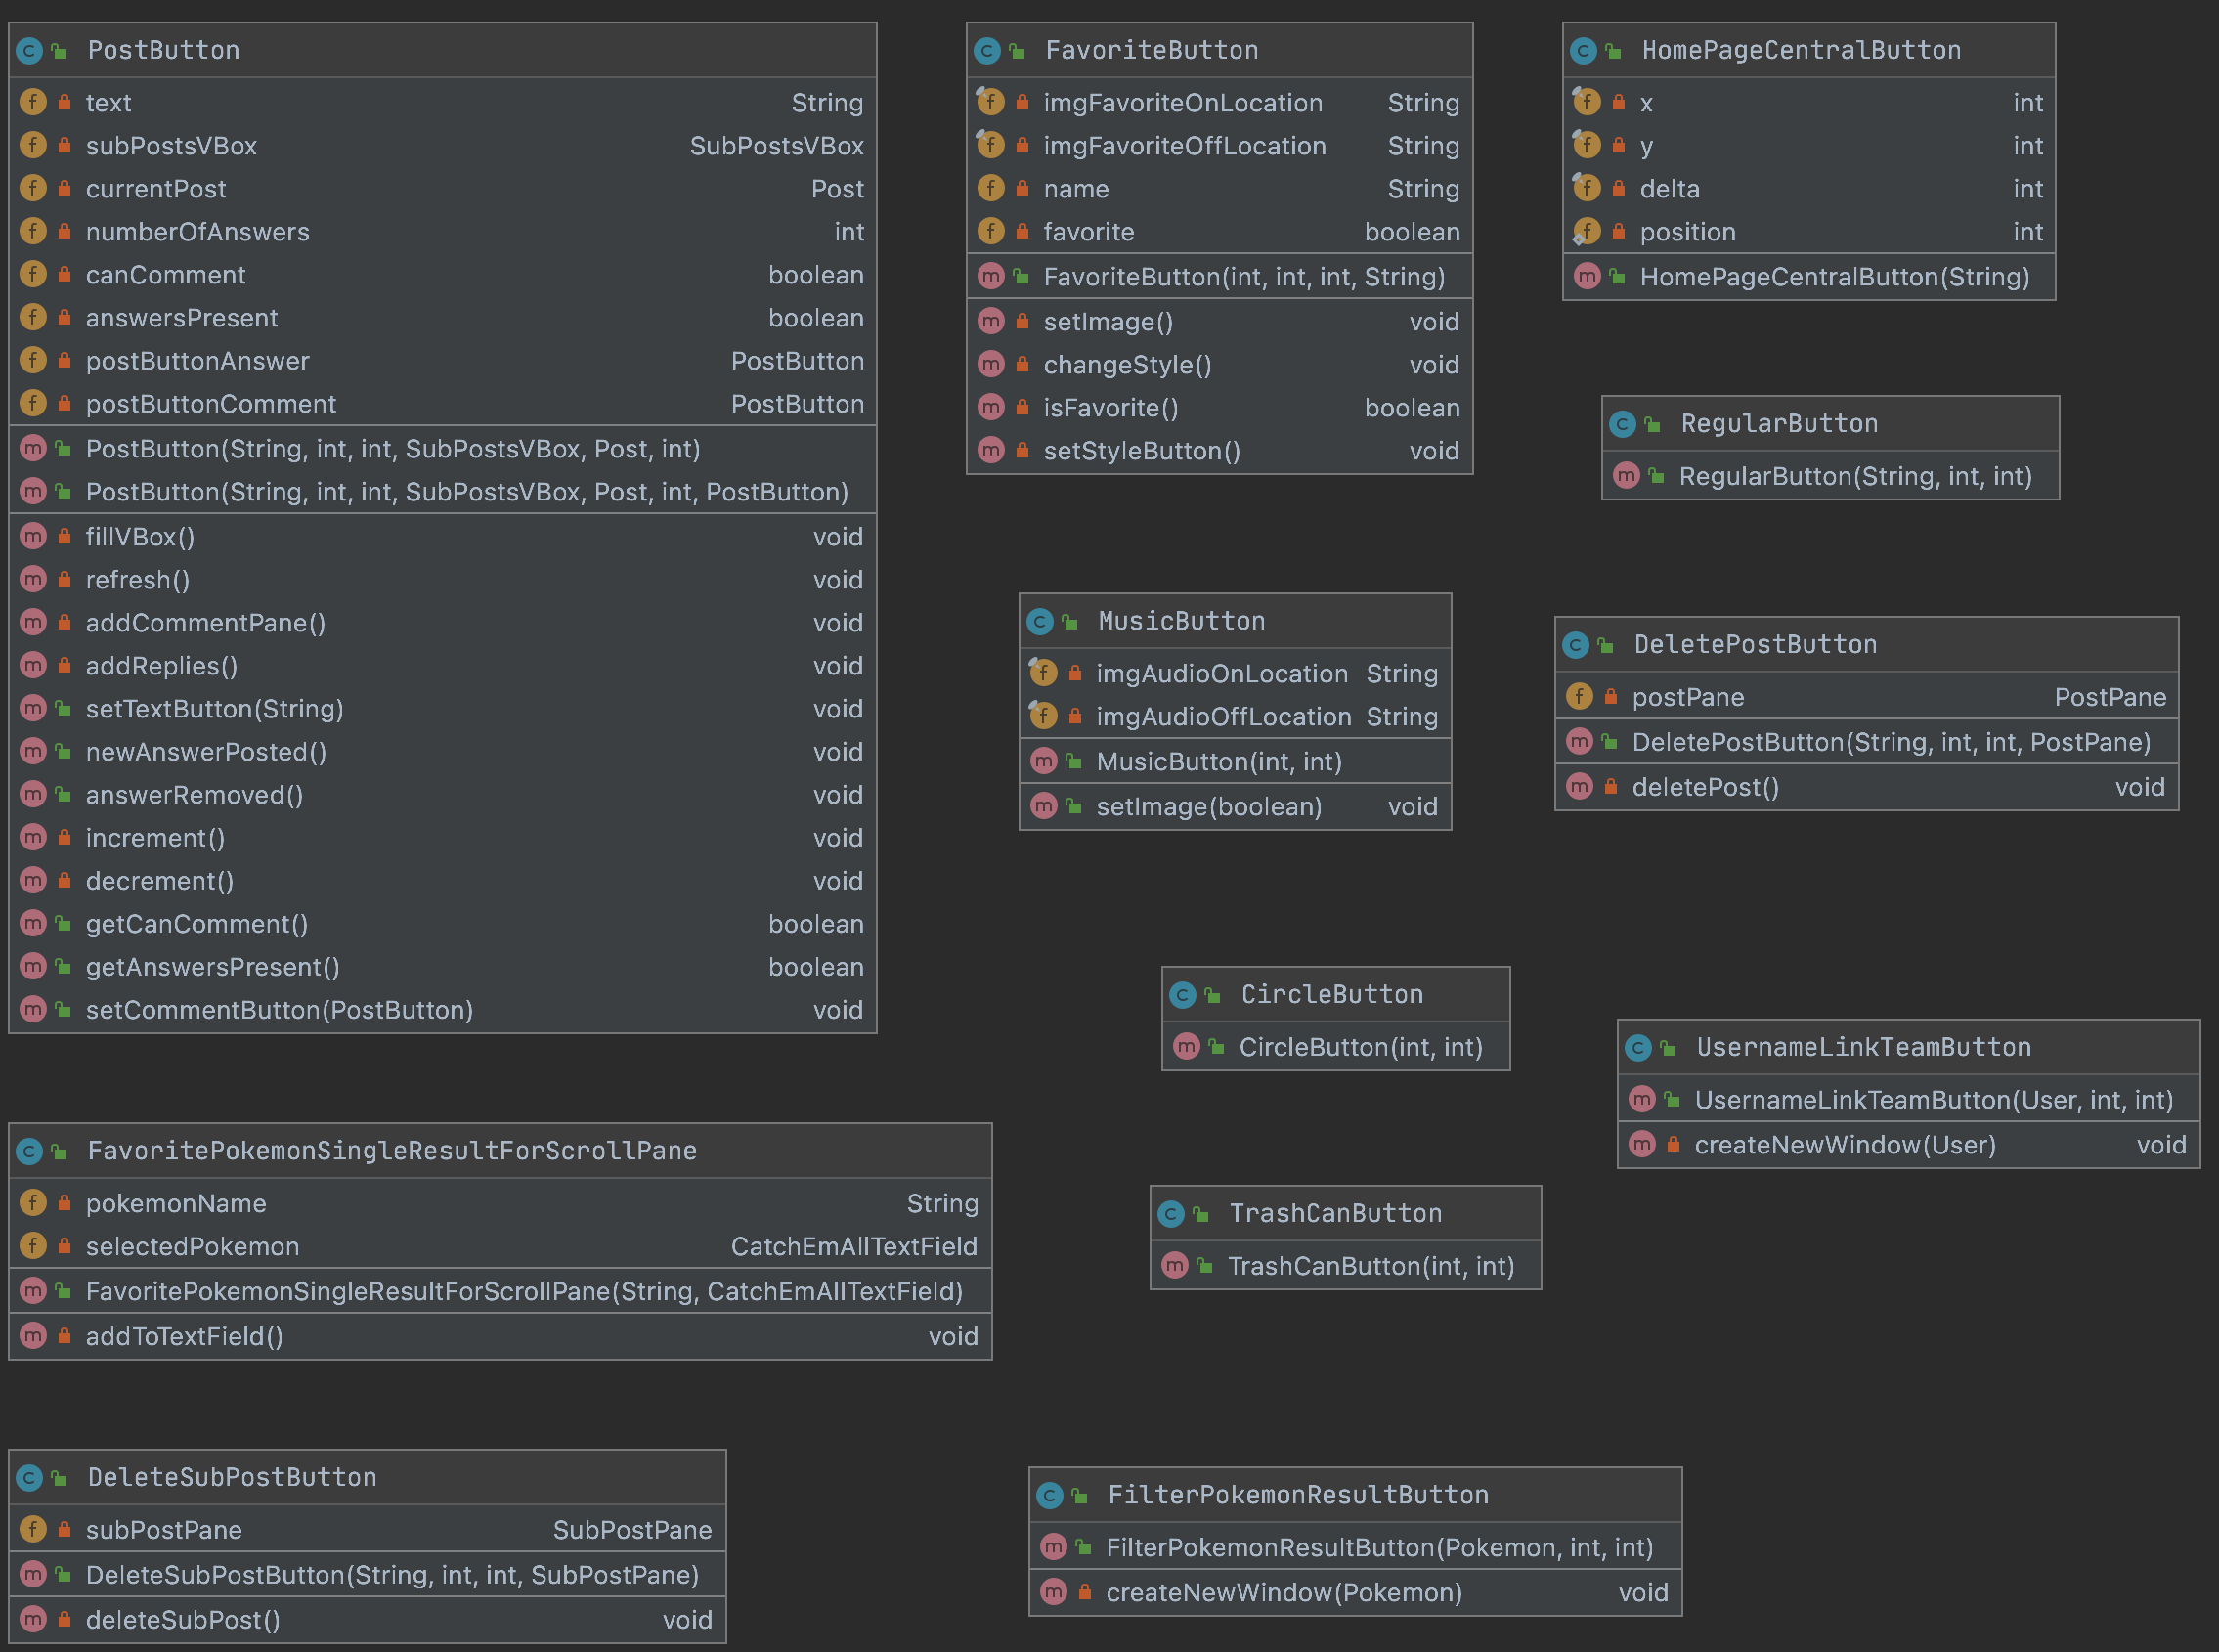 PostButton
text String
subPostsVBox SubPostsVBox
currentPost Post
numberOfAnswers int
canComment boolean
answersPresent boolean
postButtonAnswer PostButton
postButtonComment PostButton
PostButton(String, int, int, SubPostsVBox, Post, int)
PostButton(String, int, int, SubPostsVBox, Post, int, PostButton)
fillVBox() void
refresh() void
addCommentPane() void
addReplies() void
setTextButton(String) void
newAnswerPosted() void
answerRemoved() void
increment() void
decrement() void
getCanComment() boolean
getAnswersPresent() boolean
setCommentButton(PostButton) void
FavoriteButton
imgFavoriteOnLocation String
imgFavoriteOffLocation String
name String
favorite boolean
FavoriteButton(int, int, int, String)
setImage() void
changeStyle() void
isFavorite() boolean
setStyleButton() void
HomePageCentralButton
x int
y int
delta int
position int
HomePageCentralButton(String)
RegularButton
RegularButton(String, int, int)
MusicButton
imgAudioOnLocation String
imgAudioOffLocation String
MusicButton(int, int)
setImage(boolean) void
DeletePostButton
postPane PostPane
DeletePostButton(String, int, int, PostPane)
deletePost() void
CircleButton
CircleButton(int, int)
UsernameLinkTeamButton
UsernameLinkTeamButton(User, int, int)
createNewWindow(User) void
FavoritePokemonSingleResultForScrollPane
pokemonName String
selectedPokemon CatchEmAllTextField
FavoritePokemonSingleResultForScrollPane(String, CatchEmAllTextField)
addToTextField() void
TrashCanButton
TrashCanButton(int, int)
DeleteSubPostButton
subPostPane SubPostPane
DeleteSubPostButton(String, int, int, SubPostPane)
deleteSubPost() void
FilterPokemonResultButton
FilterPokemonResultButton(Pokemon, int, int)
createNewWindow(Pokemon) void